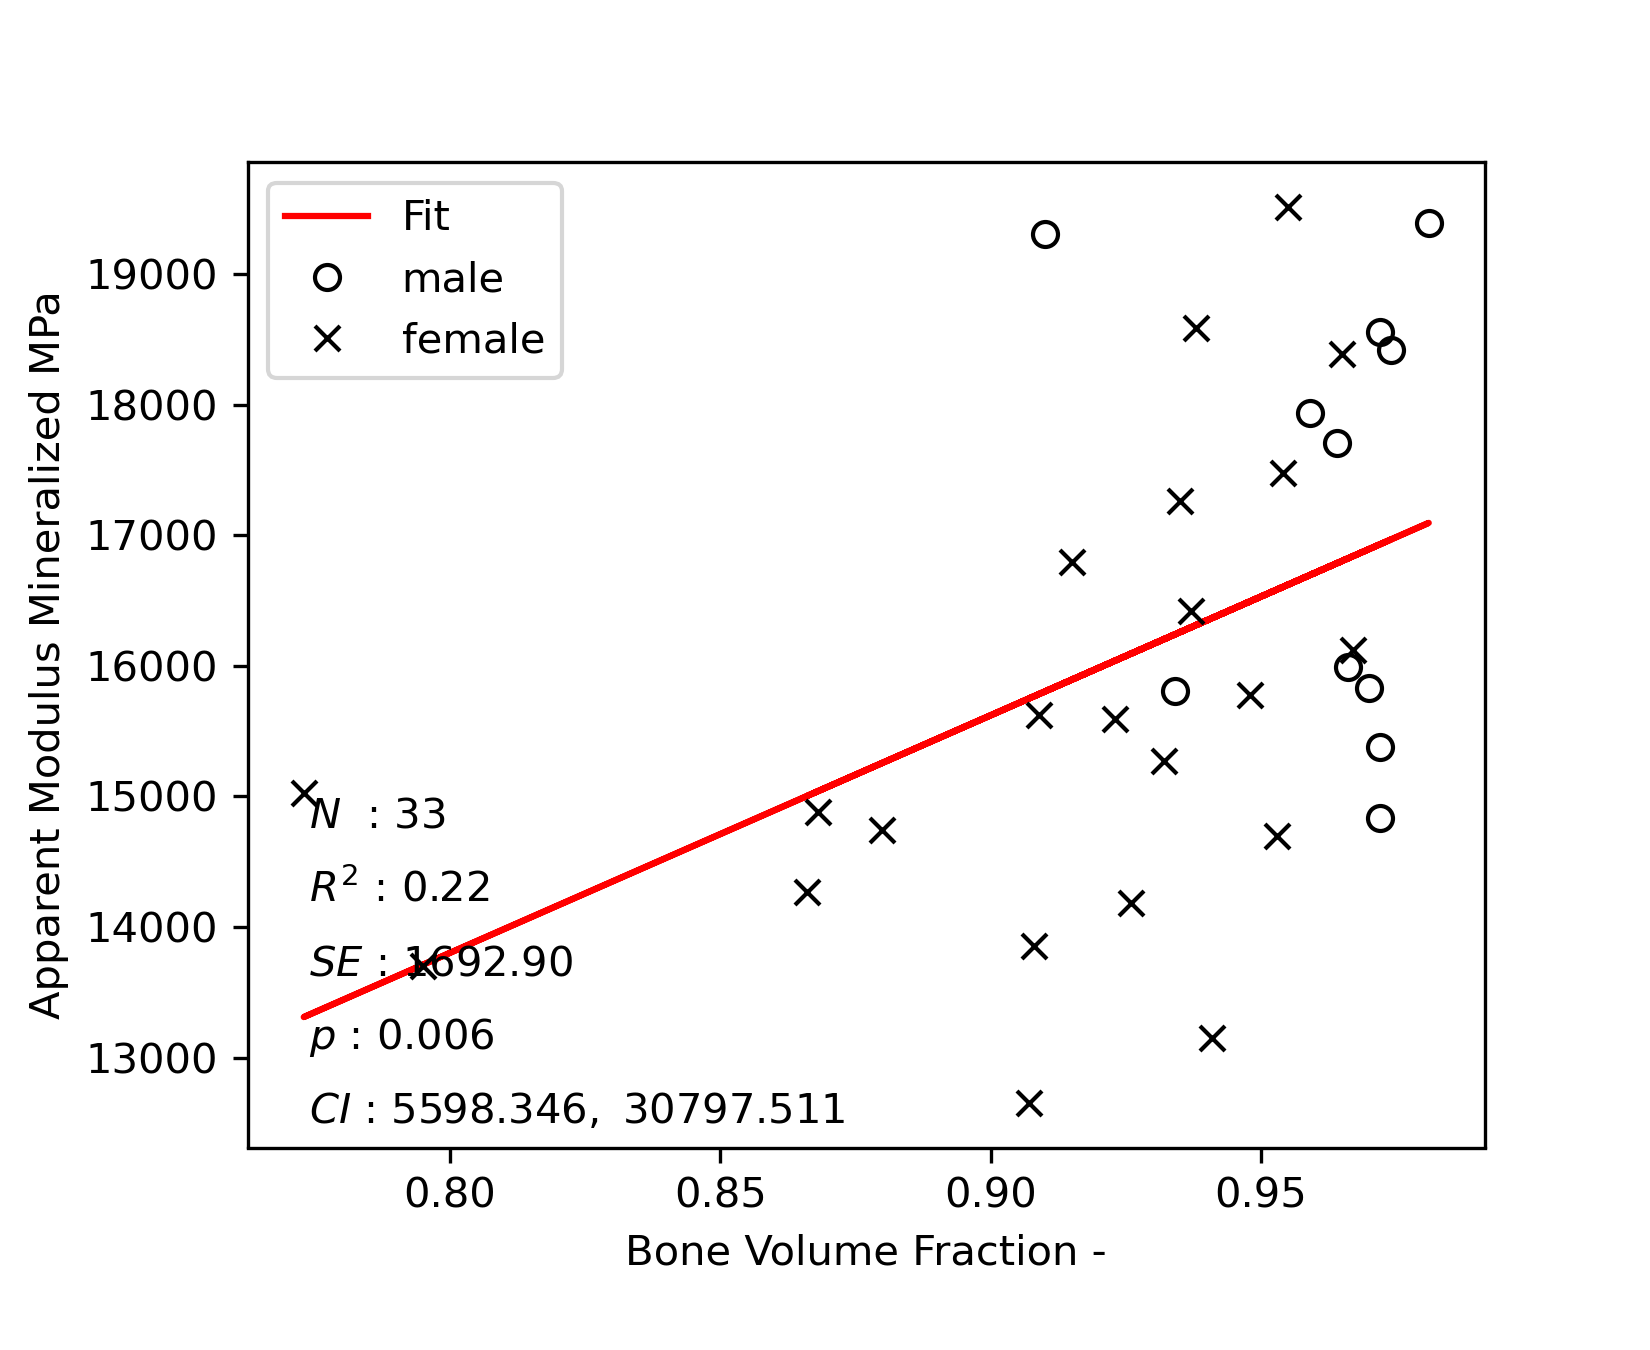 Fit
male
female
Apparent Modulus Mineralized MPa
19000
18000
17000
16000
15000
14000
13000
N : 33
R² : 0.22
SE : 1692.90
p : 0.006
CI : 5598.346, 30797.511
0.80 0.85 0.90 0.95
Bone Volume Fraction -